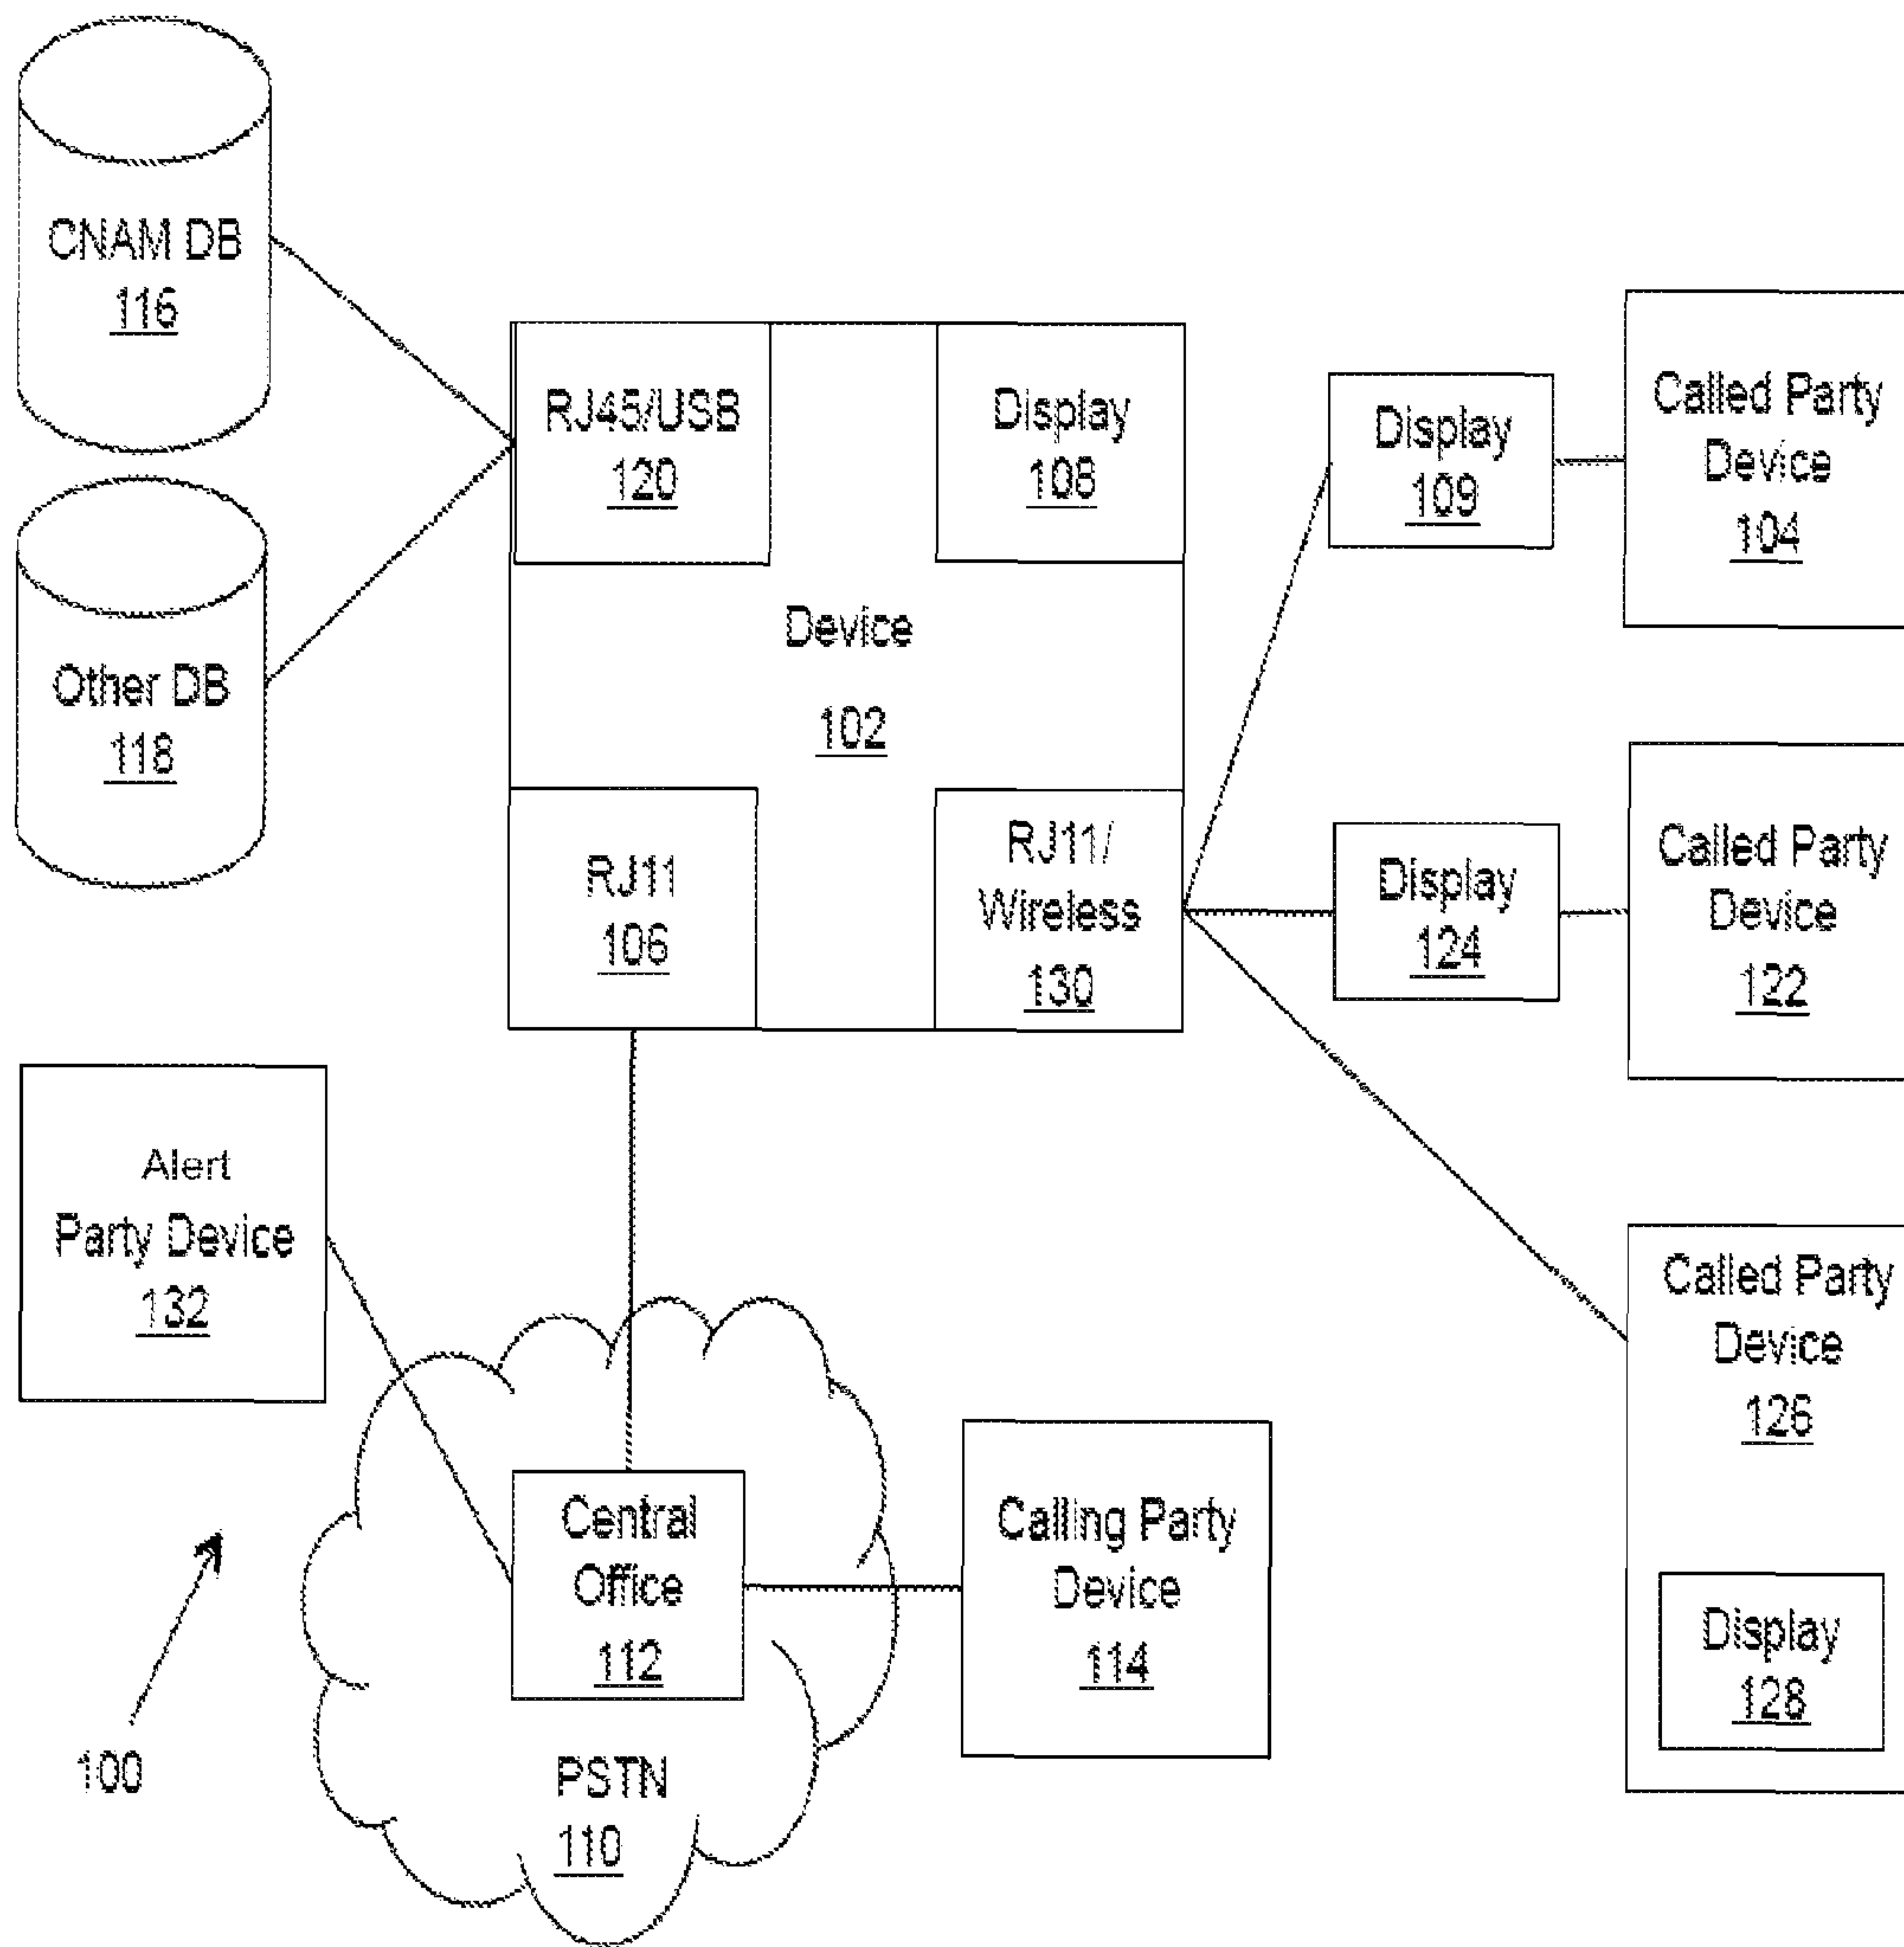 CNAM DB
116
Other DB
118
RJ45/USB
120
Display
108
Device
102
RJ11
106
RJ11/
Wireless
130
Display
109
Called Party
Device
104
Display
124
Called Party
Device
122
Called Party
Device
126
Display
128
Alert
Party Device
132
Central
Office
112
Calling Party
Device
114
PSTN
110
100